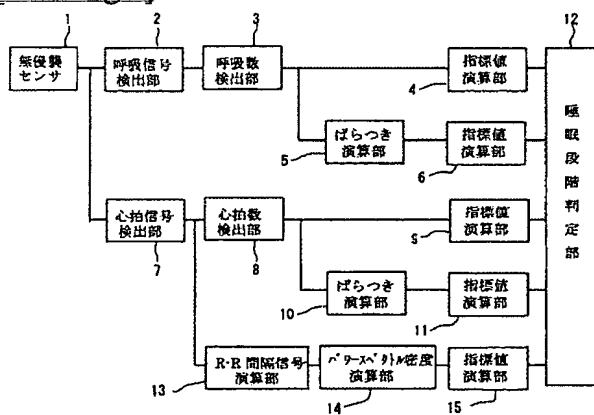 1
2
3
12
無侵襲
センサ
呼吸信号
検出部
呼吸数
検出部
指標値
演算部
4
ばらつき
演算部
5
指標値
演算部
6
睡眠段階判定部
心拍信号
検出部
7
心拍数
検出部
8
指標値
演算部
S
ばらつき
演算部
10
指標値
演算部
11
R-R間隔信号
演算部
13
パワースペクトル密度
演算部
14
指標値
演算部
15